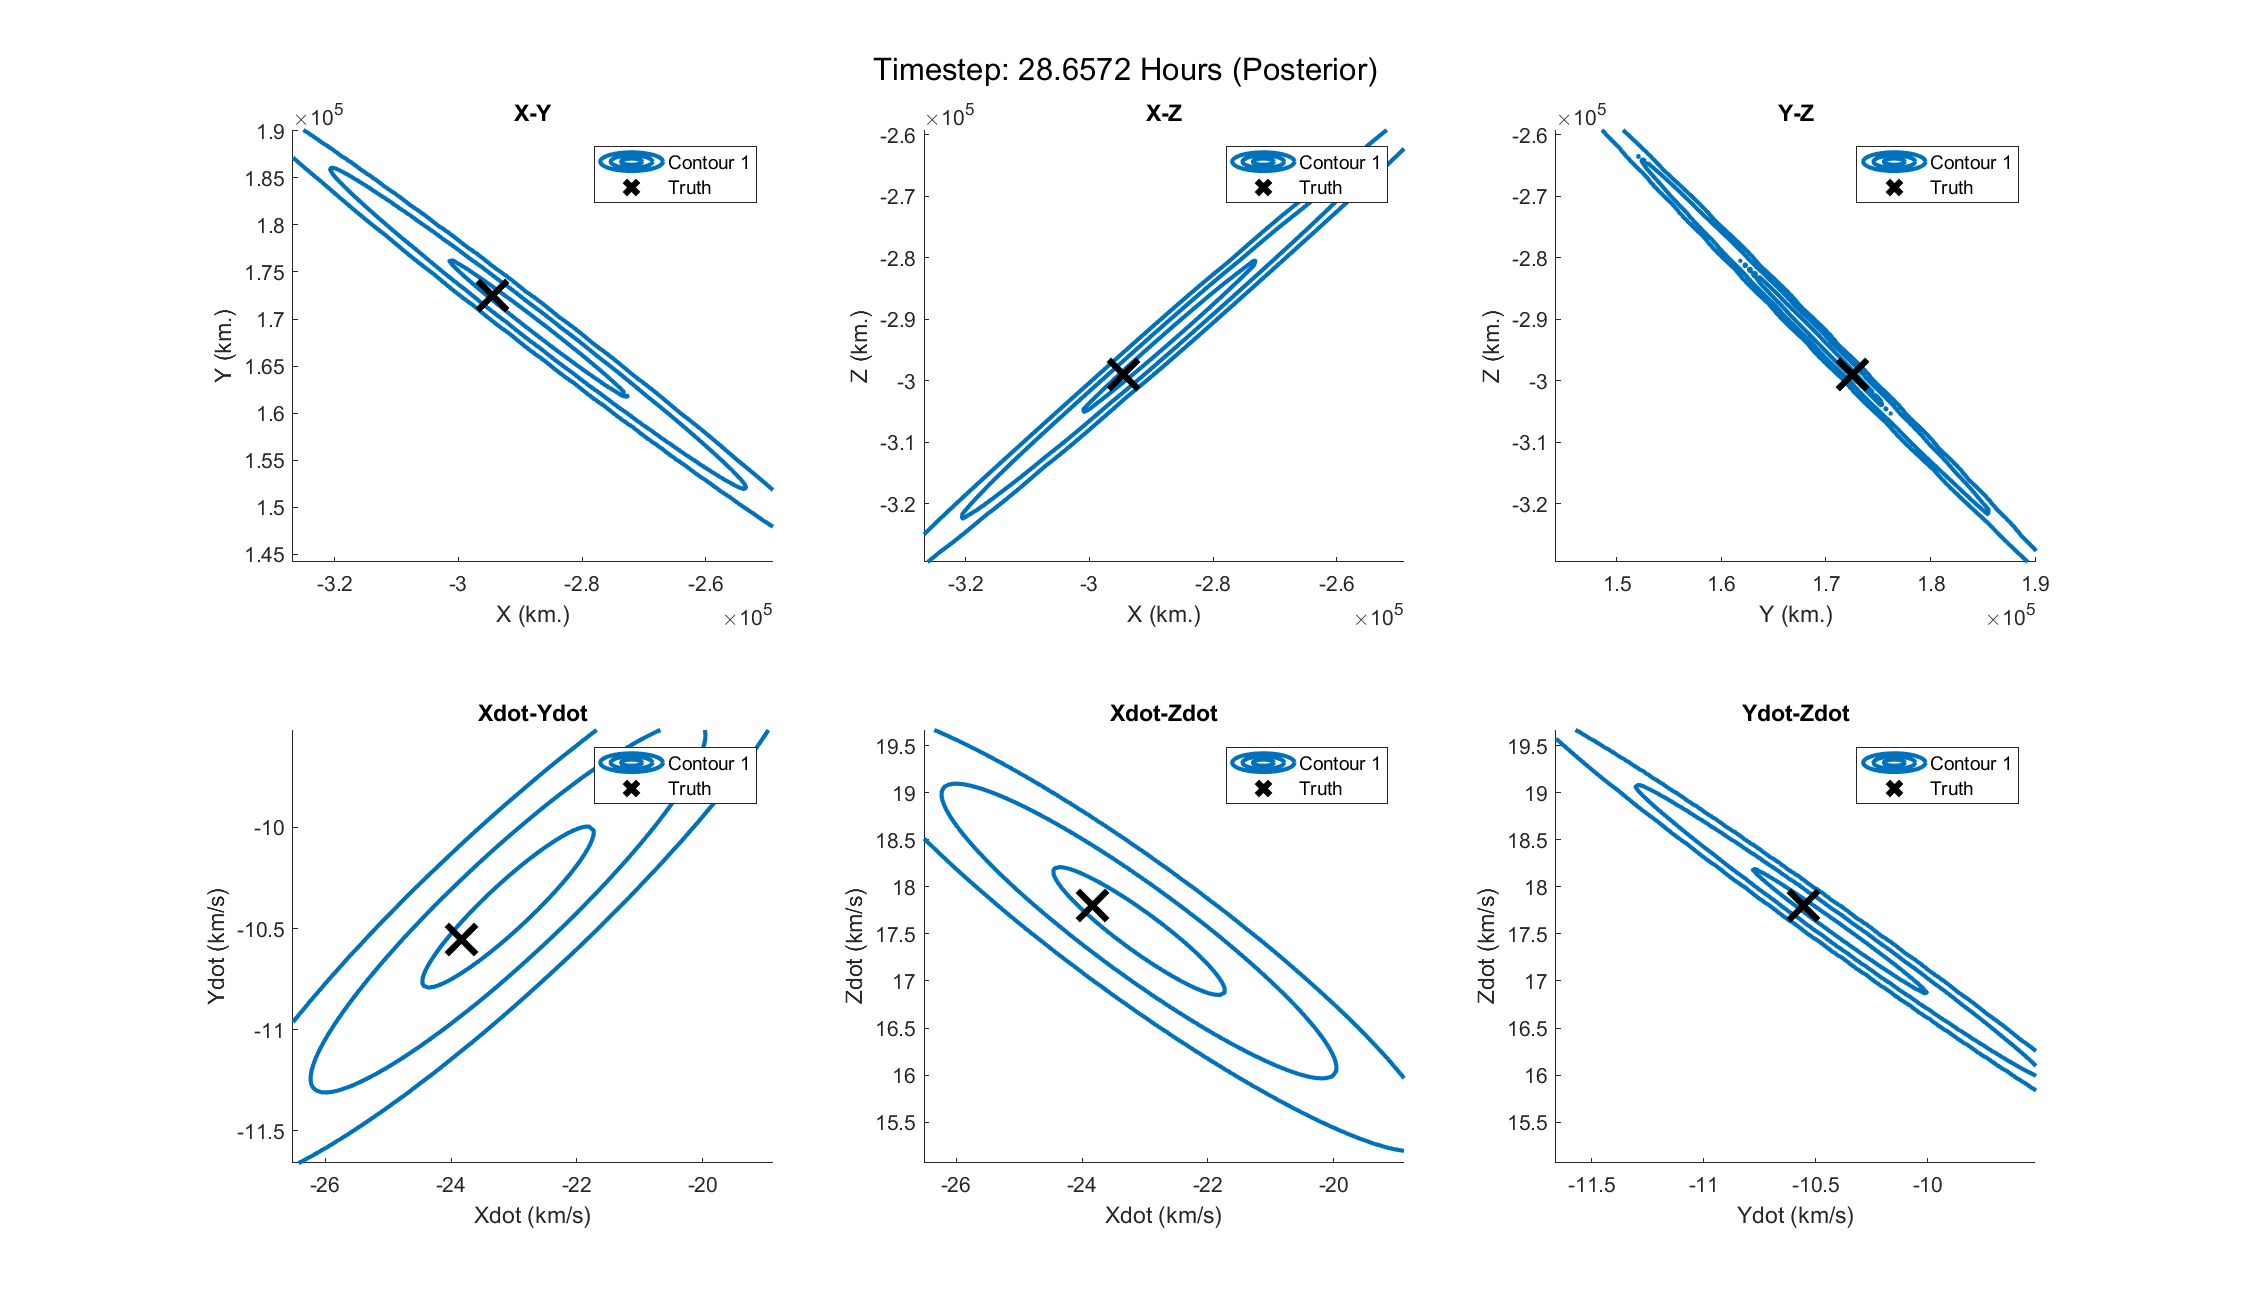 Timestep: 28.6572 Hours (Posterior)
X-Y
×10⁵
1.9
1.85
1.8
1.75
1.7
1.65
1.6
1.55
1.5
1.45
Y (km.)
-3.2
-3
-2.8
-2.6
×10⁵
X (km.)
Contour 1
Truth
X-Z
×10⁵
-2.6
-2.7
-2.8
-2.9
-3
-3.1
-3.2
Z (km.)
-3.2
-3
-2.8
-2.6
×10⁵
X (km.)
Contour 1
Truth
Y-Z
×10⁵
-2.6
-2.7
-2.8
-2.9
-3
-3.1
-3.2
Z (km.)
1.5
1.6
1.7
1.8
1.9
×10⁵
Y (km.)
Contour 1
Truth
Xdot-Ydot
-10
-10.5
-11
-11.5
Ydot (km/s)
-26
-24
-22
-20
Xdot (km/s)
Contour 1
Truth
Xdot-Zdot
19.5
19
18.5
18
17.5
17
16.5
16
15.5
Zdot (km/s)
-26
-24
-22
-20
Xdot (km/s)
Contour 1
Truth
Ydot-Zdot
19.5
19
18.5
18
17.5
17
16.5
16
15.5
Zdot (km/s)
-11.5
-11
-10.5
-10
Ydot (km/s)
Contour 1
Truth